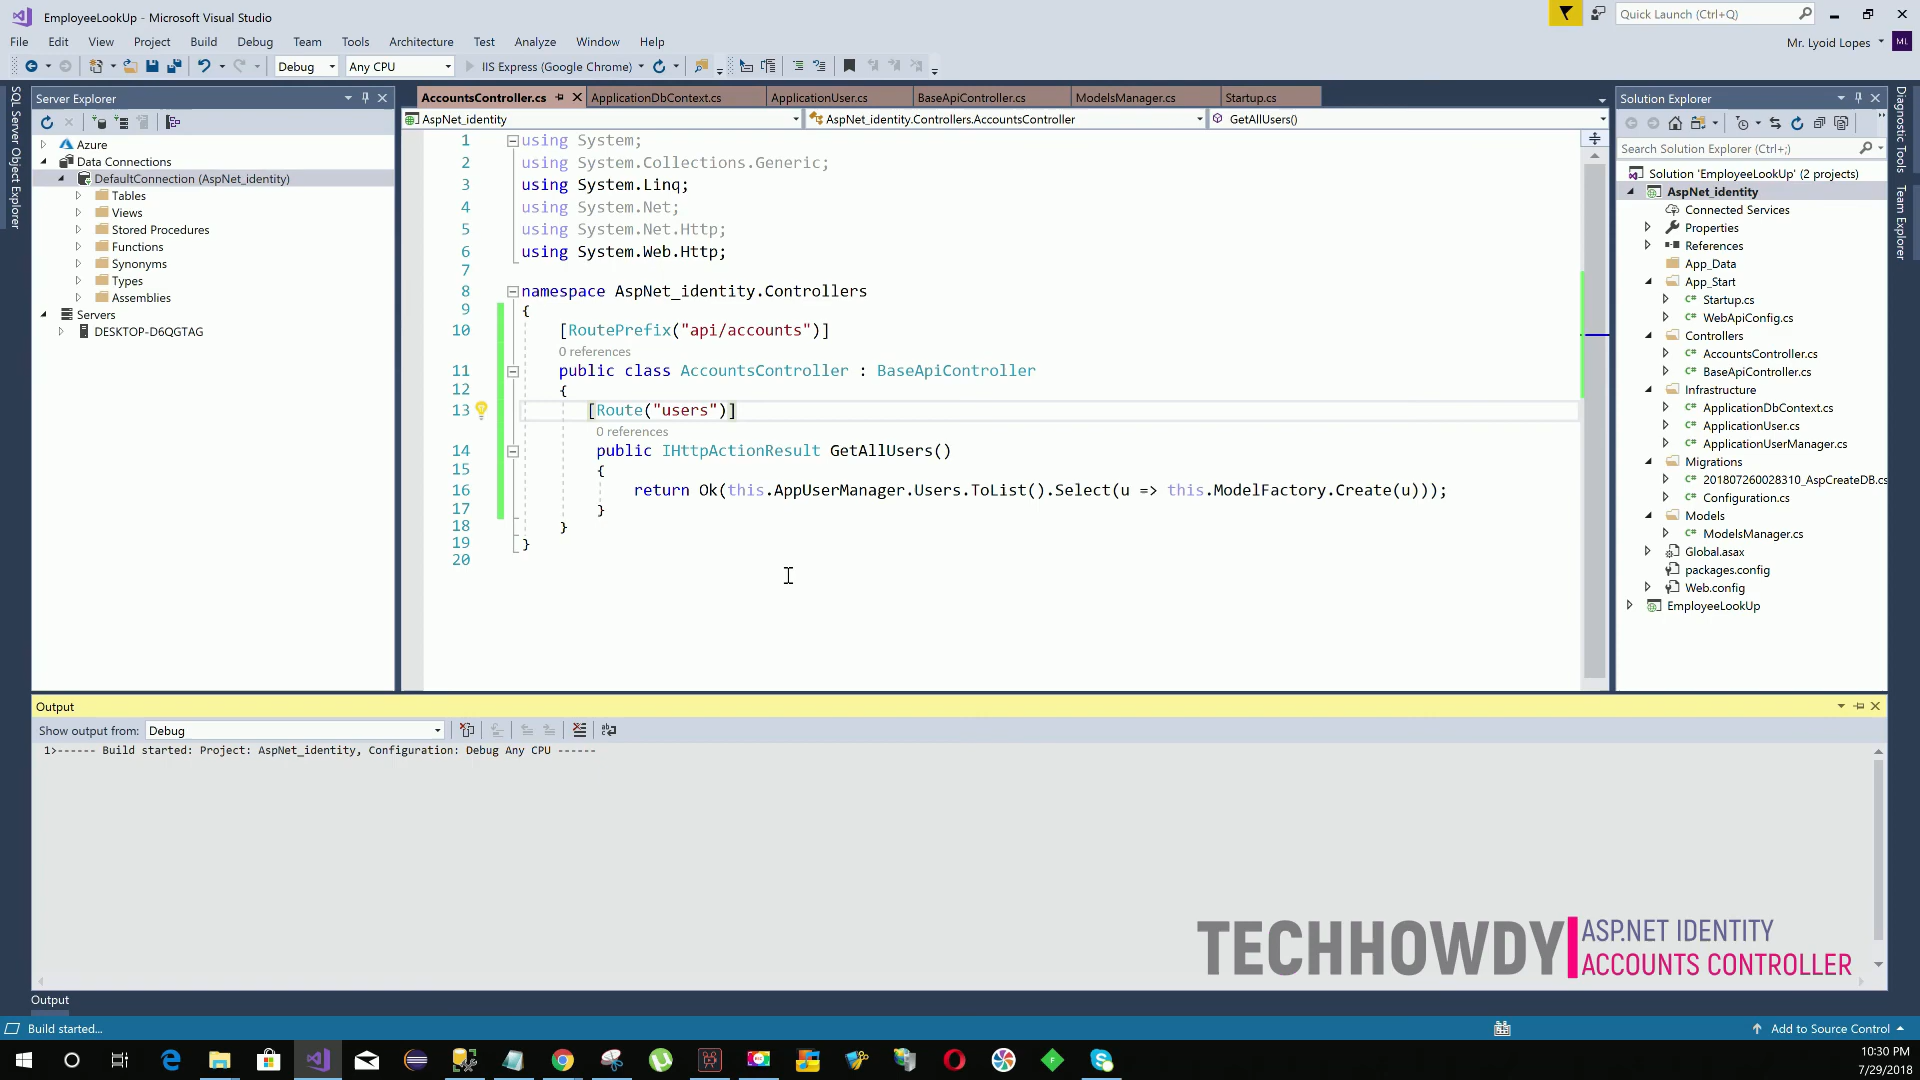 EmployeeLookUp - Microsoft Visual Studio
Quick Launch (Ctrl+Q)
File Edit View Project Build Debug Team Tools Architecture Test Analyze Window Help
Mr. Lyoid Lopes
ML
Debug
Any CPU
IIS Express (Google Chrome)
SQL Server Object Explorer
Server Explorer
Azure
Data Connections
DefaultConnection (AspNet_identity)
Tables
Views
Stored Procedures
Functions
Synonyms
Types
Assemblies
Servers
DESKTOP-D6QGTAG
AccountsController.cs
ApplicationDbContext.cs
ApplicationUser.cs
BaseApiController.cs
ModelsManager.cs
Startup.cs
AspNet_identity
AspNet_identity.Controllers.AccountsController
GetAllUsers()
1 using System;
2 using System.Collections.Generic;
3 using System.Linq;
4 using System.Net;
5 using System.Net.Http;
6 using System.Web.Http;
7
8 namespace AspNet_identity.Controllers
9 {
10 [RoutePrefix("api/accounts")]
0 references
11 public class AccountsController : BaseApiController
12 {
13 [Route("users")]
0 references
14 public IHttpActionResult GetAllUsers()
15 {
16 return Ok(this.AppUserManager.Users.ToList().Select(u => this.ModelFactory.Create(u)));
17 }
18 }
19 }
20
Solution Explorer
Search Solution Explorer (Ctrl+;)
Solution 'EmployeeLookUp' (2 projects)
AspNet_identity
Connected Services
Properties
References
App_Data
App_Start
C# Startup.cs
C# WebApiConfig.cs
Controllers
C# AccountsController.cs
C# BaseApiController.cs
Infrastructure
C# ApplicationDbContext.cs
C# ApplicationUser.cs
C# ApplicationUserManager.cs
Migrations
C# 201807260028310_AspCreateDB.cs
C# Configuration.cs
Models
C# ModelsManager.cs
Global.asax
packages.config
Web.config
EmployeeLookUp
Diagnostic Tools
Team Explorer
Output
Show output from: Debug
1>------ Build started: Project: AspNet_identity, Configuration: Debug Any CPU ------
TECHHOWDY
ASP.NET IDENTITY
ACCOUNTS CONTROLLER
Output
Build started...
Add to Source Control
10:30 PM
7/29/2018